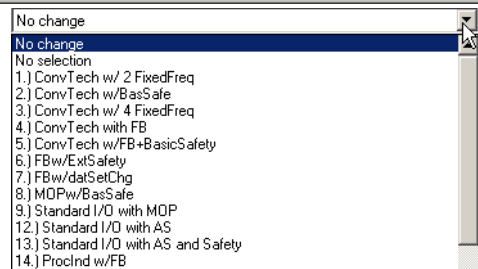 No change
No change
No selection
1.) ConvTech w/ 2 FixedFreq
2.) ConvTech w/BasSafe
3.) ConvTech w/ 4 FixedFreq
4.) ConvTech with FB
5.) ConvTech w/FB+BasicSafety
6.) FBw/ExtSafety
7.) FBw/datSetChg
8.) MOPw/BasSafe
9.) Standard I/O with MOP
12.) Standard I/O with AS
13.) Standard I/O with AS and Safety
14.) ProcInd w/FB